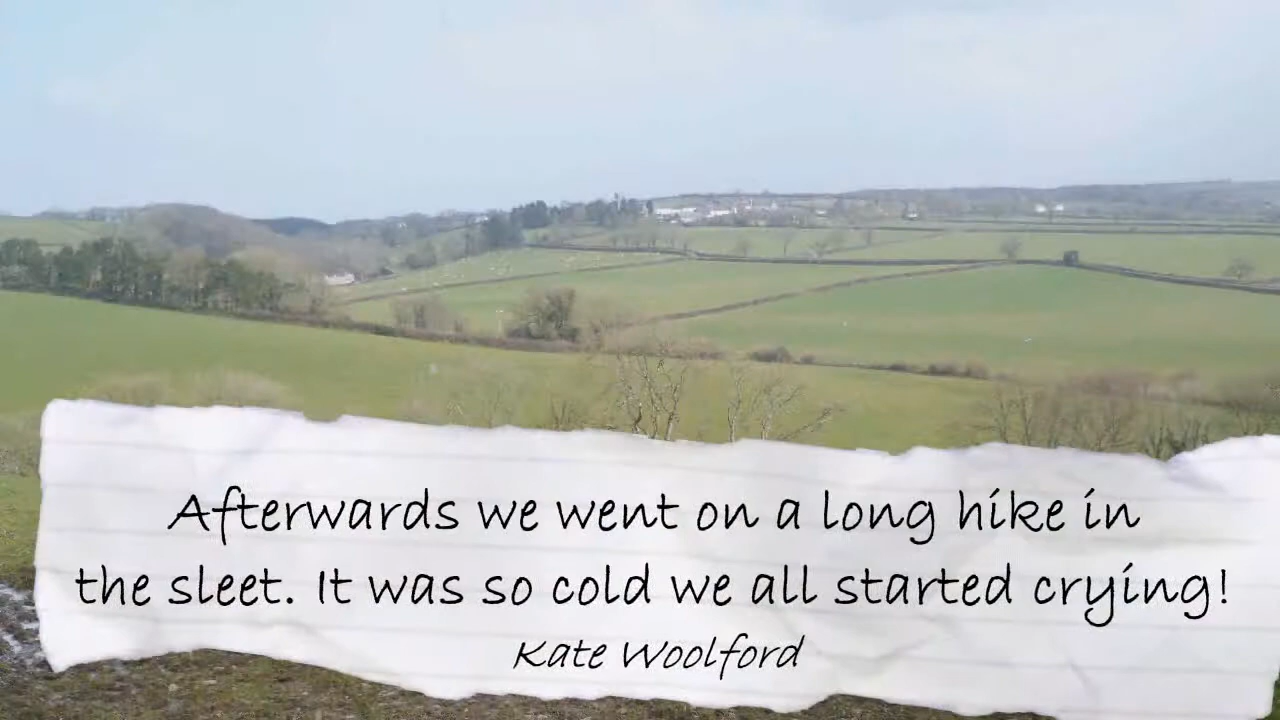 Afterwards we went on a long hike in
the sleet. It was so cold we all started crying!
Kate Woolford